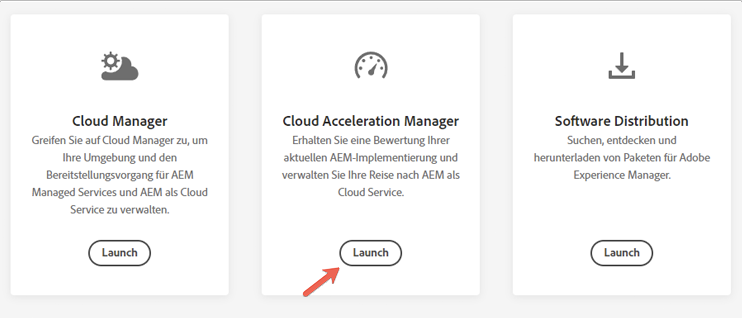 Cloud Manager
Greifen Sie auf Cloud Manager zu, um
Ihre Umgebung und den
Bereitstellungsvorgang für AEM
Managed Services und AEM als Cloud
Service zu verwalten.
Launch
Cloud Acceleration Manager
Erhalten Sie eine Bewertung Ihrer
aktuellen AEM-Implementierung und
verwalten Sie Ihre Reise nach AEM als
Cloud Service.
Launch
Software Distribution
Suchen, entdecken und
herunterladen von Paketen für Adobe
Experience Manager.
Launch